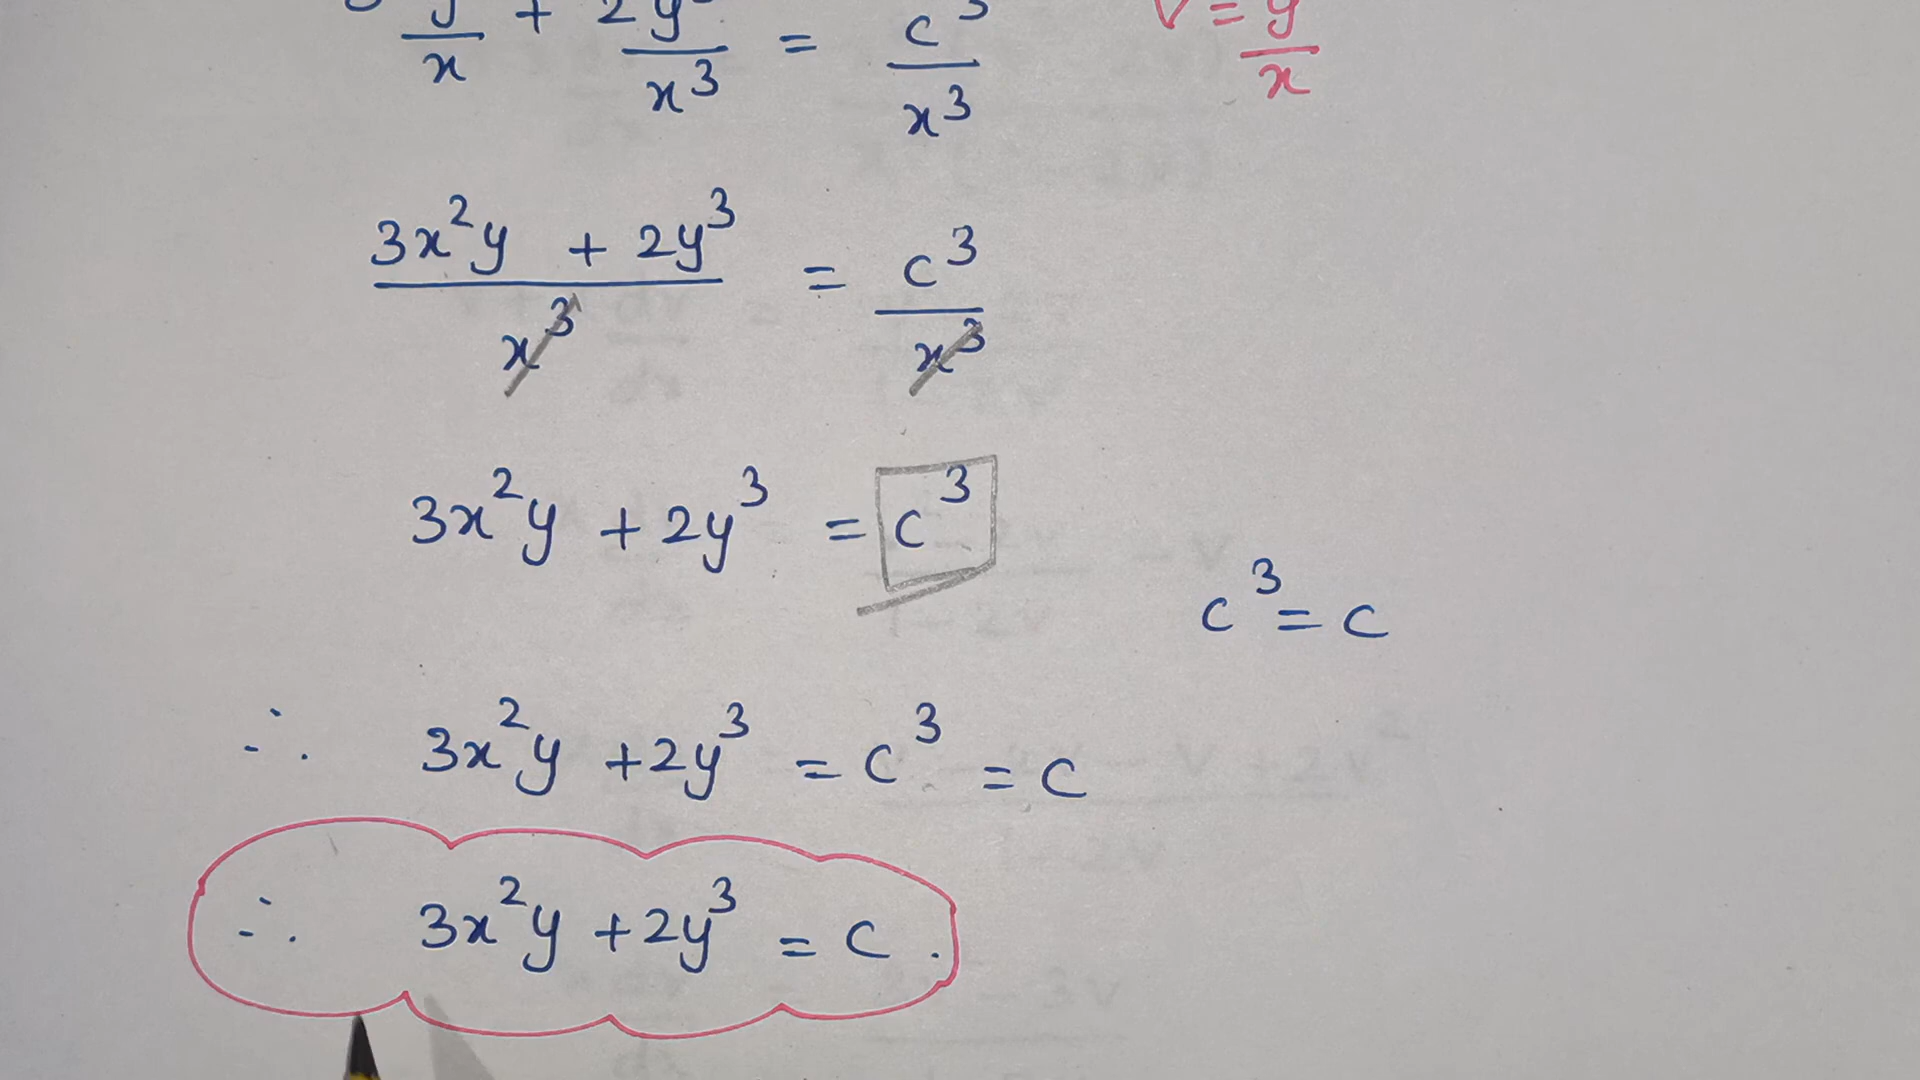 y/x + 2y³/x³ = c³/x³   V = y/x
(3x²y + 2y³)/x³ = c³/x³
3x²y + 2y³ = c³
c³ = c
∴ 3x²y + 2y³ = c³ = c
∴ 3x²y + 2y³ = c.